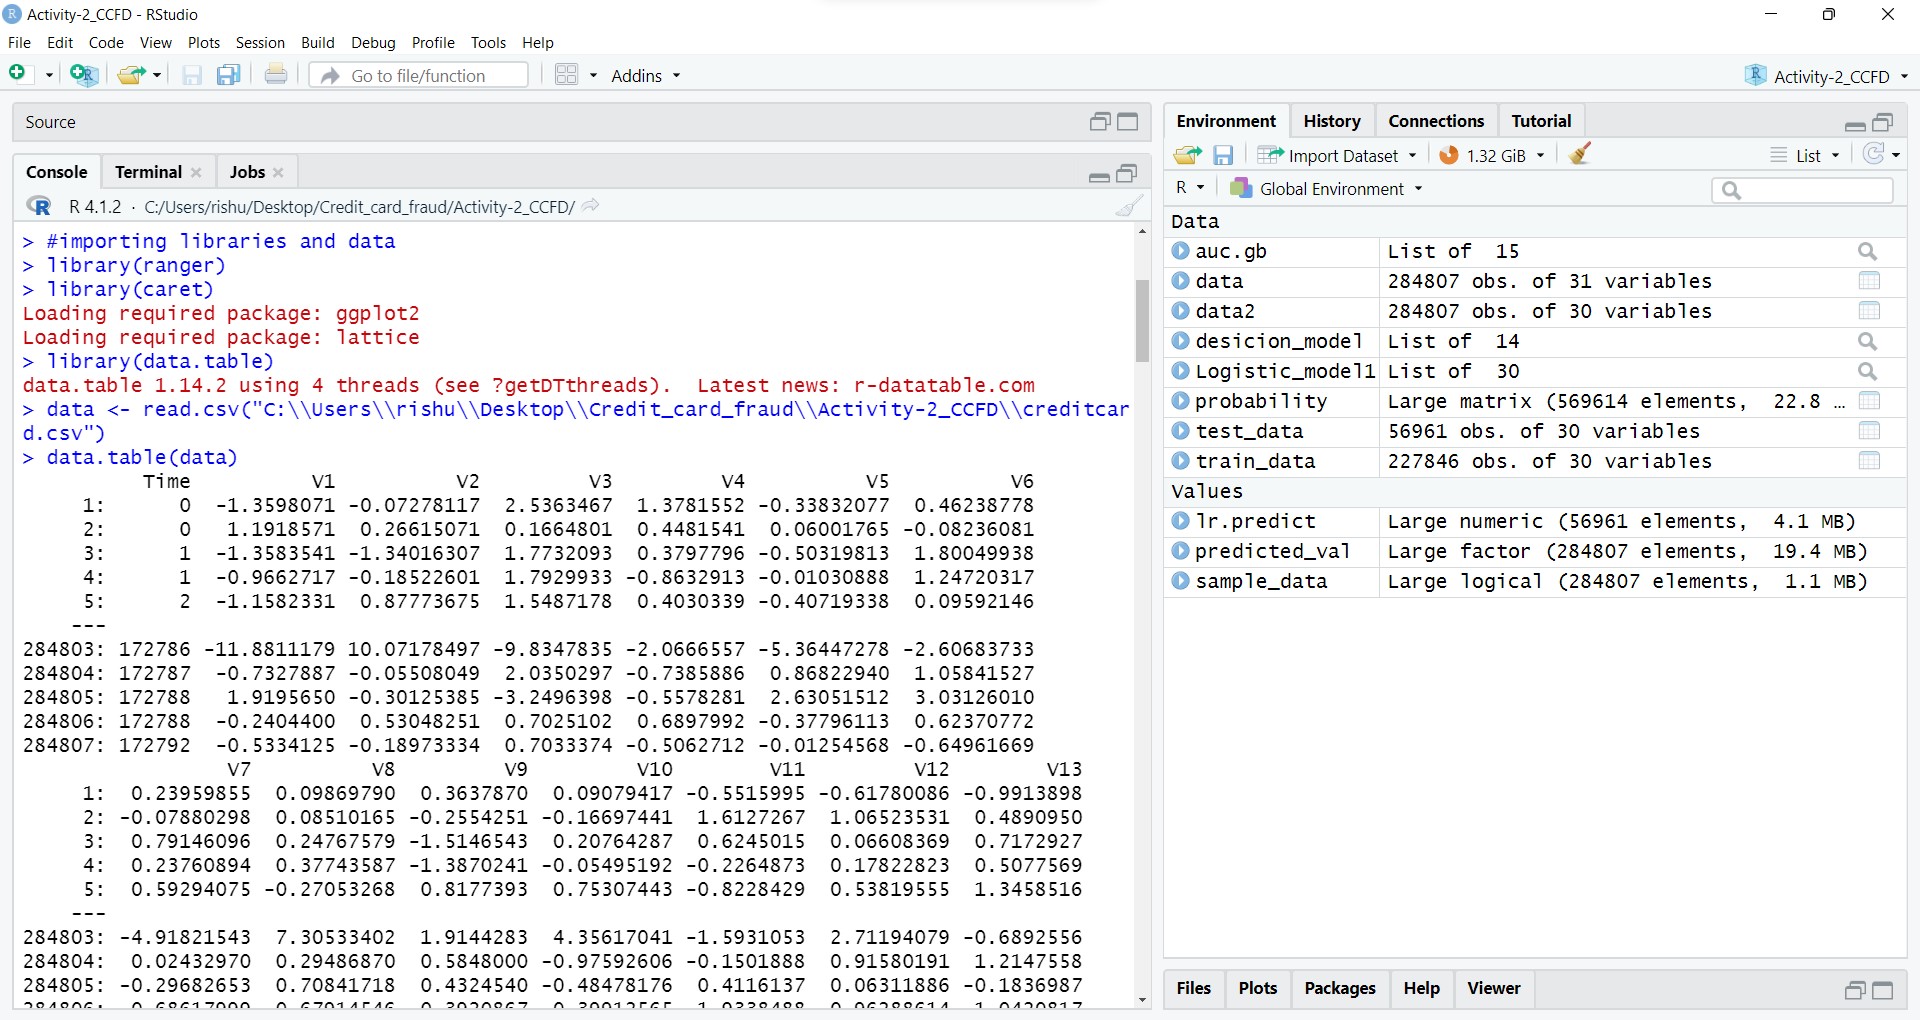 Activity-2_CCFD - RStudio
File Edit Code View Plots Session Build Debug Profile Tools Help
Go to file/function Addins Activity-2_CCFD
Source
Console Terminal Jobs
R 4.1.2 · C:/Users/rishu/Desktop/Credit_card_fraud/Activity-2_CCFD/
> #importing libraries and data
> library(ranger)
> library(caret)
Loading required package: ggplot2
Loading required package: lattice
> library(data.table)
data.table 1.14.2 using 4 threads (see ?getDTthreads).  Latest news: r-datatable.com
> data <- read.csv("C:\\Users\\rishu\\Desktop\\Credit_card_fraud\\Activity-2_CCFD\\creditcar
d.csv")
> data.table(data)
Time V1 V2 V3 V4 V5 V6
1: 0 -1.3598071 -0.07278117 2.5363467 1.3781552 -0.33832077 0.46238778
2: 0 1.1918571 0.26615071 0.1664801 0.4481541 0.06001765 -0.08236081
3: 1 -1.3583541 -1.34016307 1.7732093 0.3797796 -0.50319813 1.80049938
4: 1 -0.9662717 -0.18522601 1.7929933 -0.8632913 -0.01030888 1.24720317
5: 2 -1.1582331 0.87773675 1.5487178 0.4030339 -0.40719338 0.09592146
---
284803: 172786 -11.8811179 10.07178497 -9.8347835 -2.0666557 -5.36447278 -2.60683733
284804: 172787 -0.7327887 -0.05508049 2.0350297 -0.7385886 0.86822940 1.05841527
284805: 172788 1.9195650 -0.30125385 -3.2496398 -0.5578281 2.63051512 3.03126010
284806: 172788 -0.2404400 0.53048251 0.7025102 0.6897992 -0.37796113 0.62370772
284807: 172792 -0.5334125 -0.18973334 0.7033374 -0.5062712 -0.01254568 -0.64961669
V7 V8 V9 V10 V11 V12 V13
1: 0.23959855 0.09869790 0.3637870 0.09079417 -0.5515995 -0.61780086 -0.9913898
2: -0.07880298 0.08510165 -0.2554251 -0.16697441 1.6127267 1.06523531 0.4890950
3: 0.79146096 0.24767579 -1.5146543 0.20764287 0.6245015 0.06608369 0.7172927
4: 0.23760894 0.37743587 -1.3870241 -0.05495192 -0.2264873 0.17822823 0.5077569
5: 0.59294075 -0.27053268 0.8177393 0.75307443 -0.8228429 0.53819555 1.3458516
---
284803: -4.91821543 7.30533402 1.9144283 4.35617041 -1.5931053 2.71194079 -0.6892556
284804: 0.02432970 0.29486870 0.5848000 -0.97592606 -0.1501888 0.91580191 1.2147558
284805: -0.29682653 0.70841718 0.4324540 -0.48478176 0.4116137 0.06311886 -0.1836987
Environment History Connections Tutorial
Import Dataset 1.32 GiB List
R Global Environment
Data
auc.gb List of 15
data 284807 obs. of 31 variables
data2 284807 obs. of 30 variables
desicion_model List of 14
Logistic_model1 List of 30
probability Large matrix (569614 elements, 22.8 …
test_data 56961 obs. of 30 variables
train_data 227846 obs. of 30 variables
Values
lr.predict Large numeric (56961 elements, 4.1 MB)
predicted_val Large factor (284807 elements, 19.4 MB)
sample_data Large logical (284807 elements, 1.1 MB)
Files Plots Packages Help Viewer